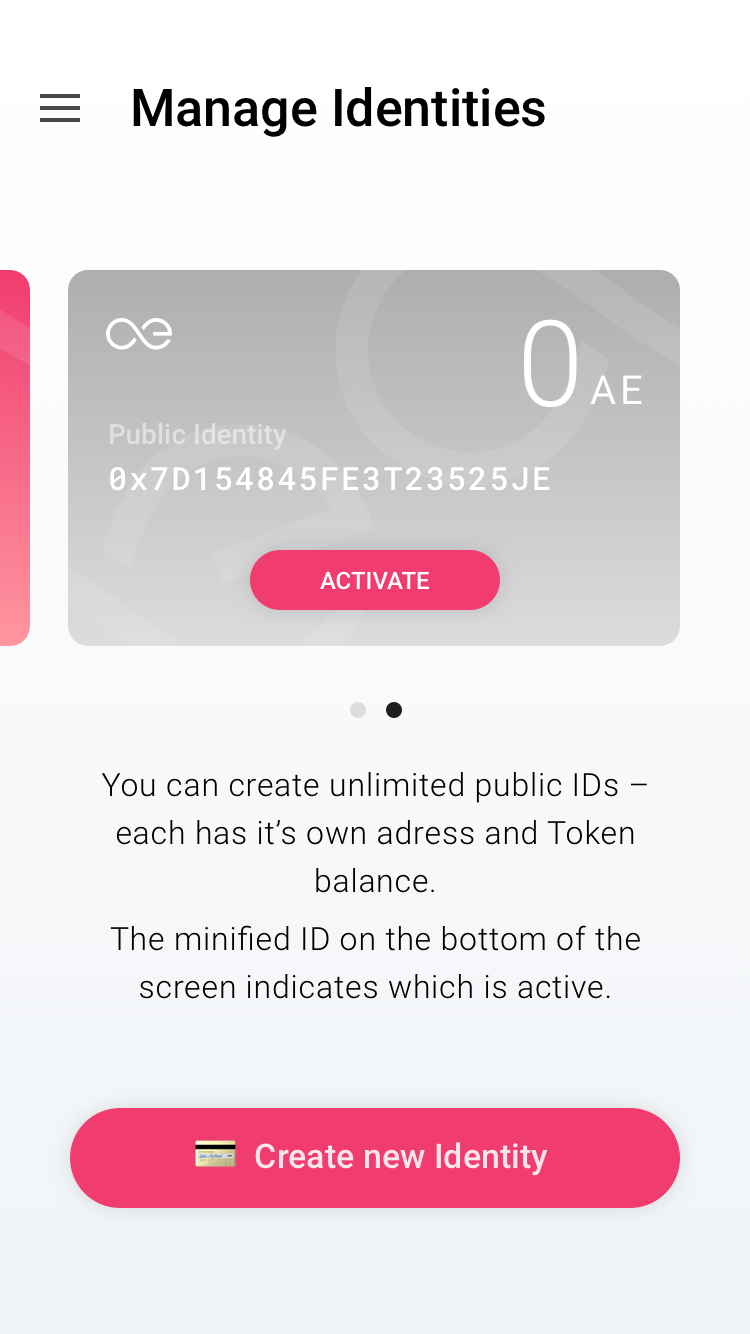 Manage Identities
0 AE
Public Identity
0x7D154845FE3T23525JE
ACTIVATE
You can create unlimited public IDs –
each has it’s own adress and Token
balance.
The minified ID on the bottom of the
screen indicates which is active.
Create new Identity